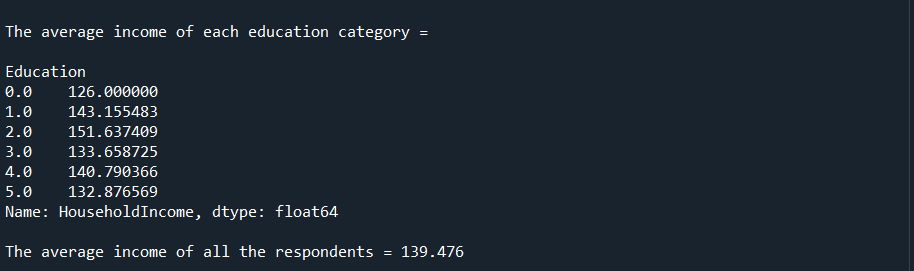 The average income of each education category =
Education
0.0    126.000000
1.0    143.155483
2.0    151.637409
3.0    133.658725
4.0    140.790366
5.0    132.876569
Name: HouseholdIncome, dtype: float64
The average income of all the respondents = 139.476